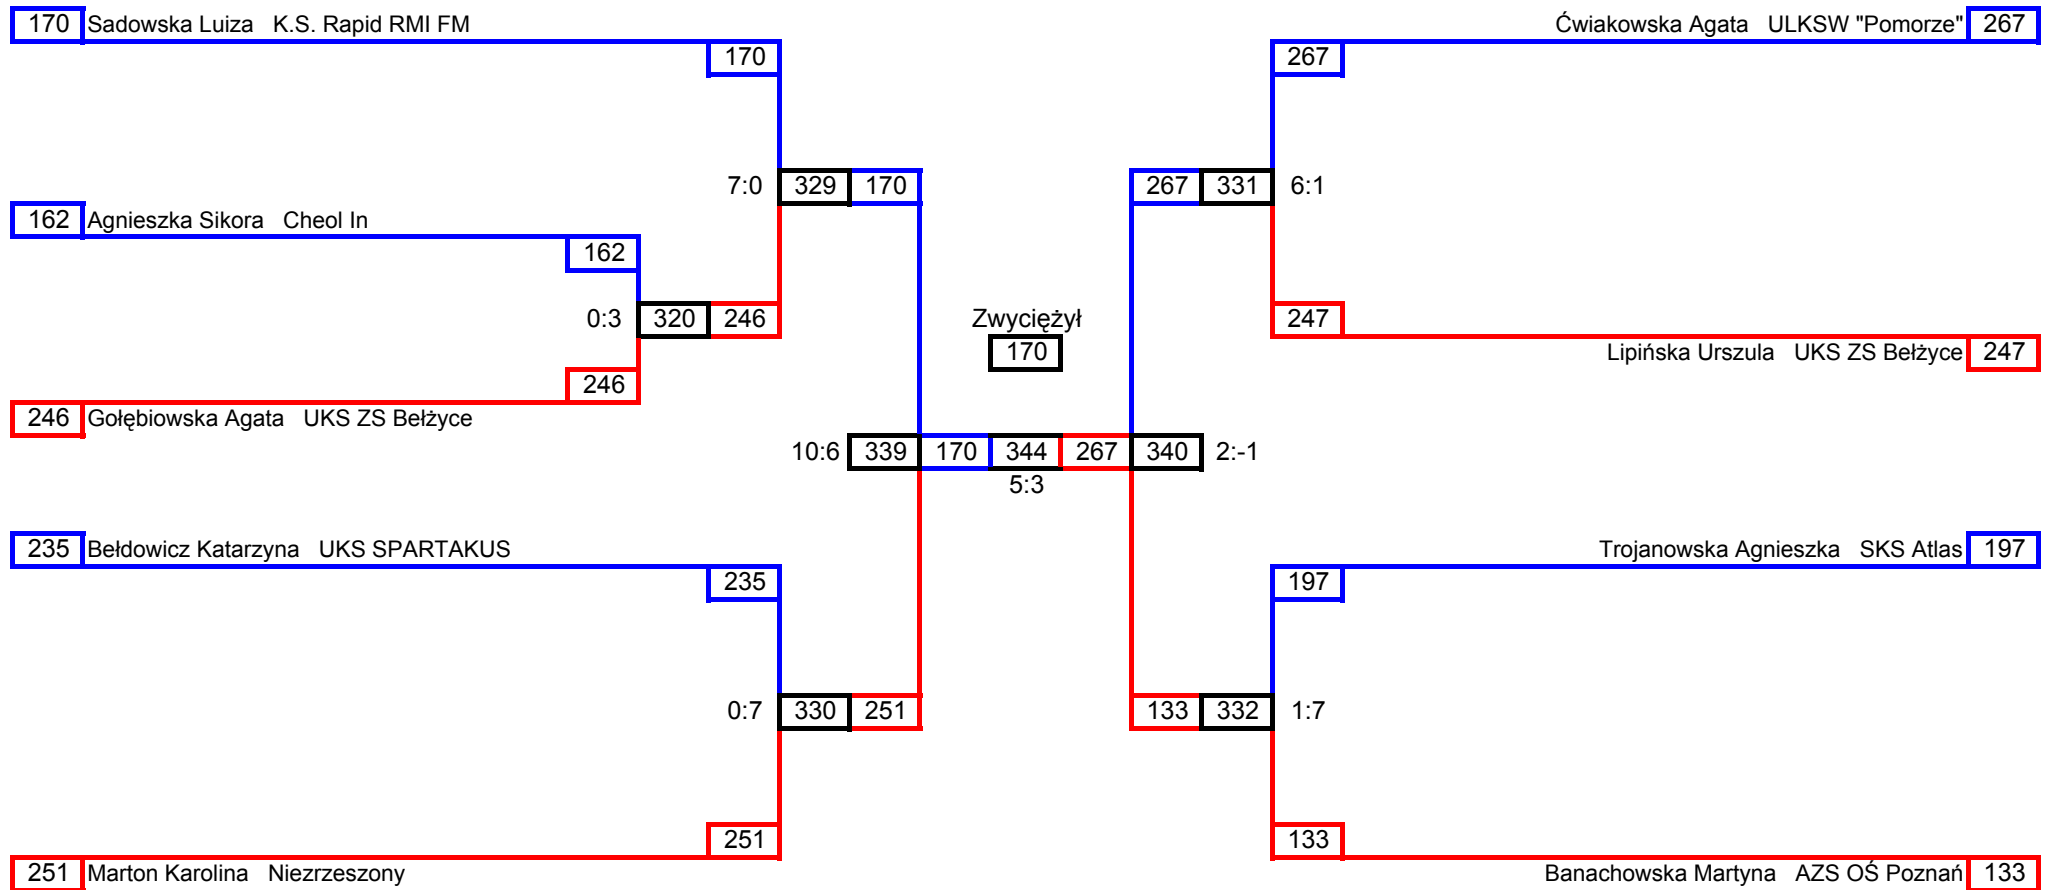 170 Sadowska Luiza K.S. Rapid RMI FM
Ćwiakowska Agata ULKSW "Pomorze" 267
170
267
7:0 329 170
267 331 6:1
162 Agnieszka Sikora Cheol In
162
0:3 320 246
Zwyciężył
170
247
Lipińska Urszula UKS ZS Bełżyce 247
246
246 Gołębiowska Agata UKS ZS Bełżyce
10:6 339 170 344 267 340 2:-1
5:3
235 Bełdowicz Katarzyna UKS SPARTAKUS
Trojanowska Agnieszka SKS Atlas 197
235
197
0:7 330 251
133 332 1:7
251
133
251 Marton Karolina Niezrzeszony
Banachowska Martyna AZS OŚ Poznań 133